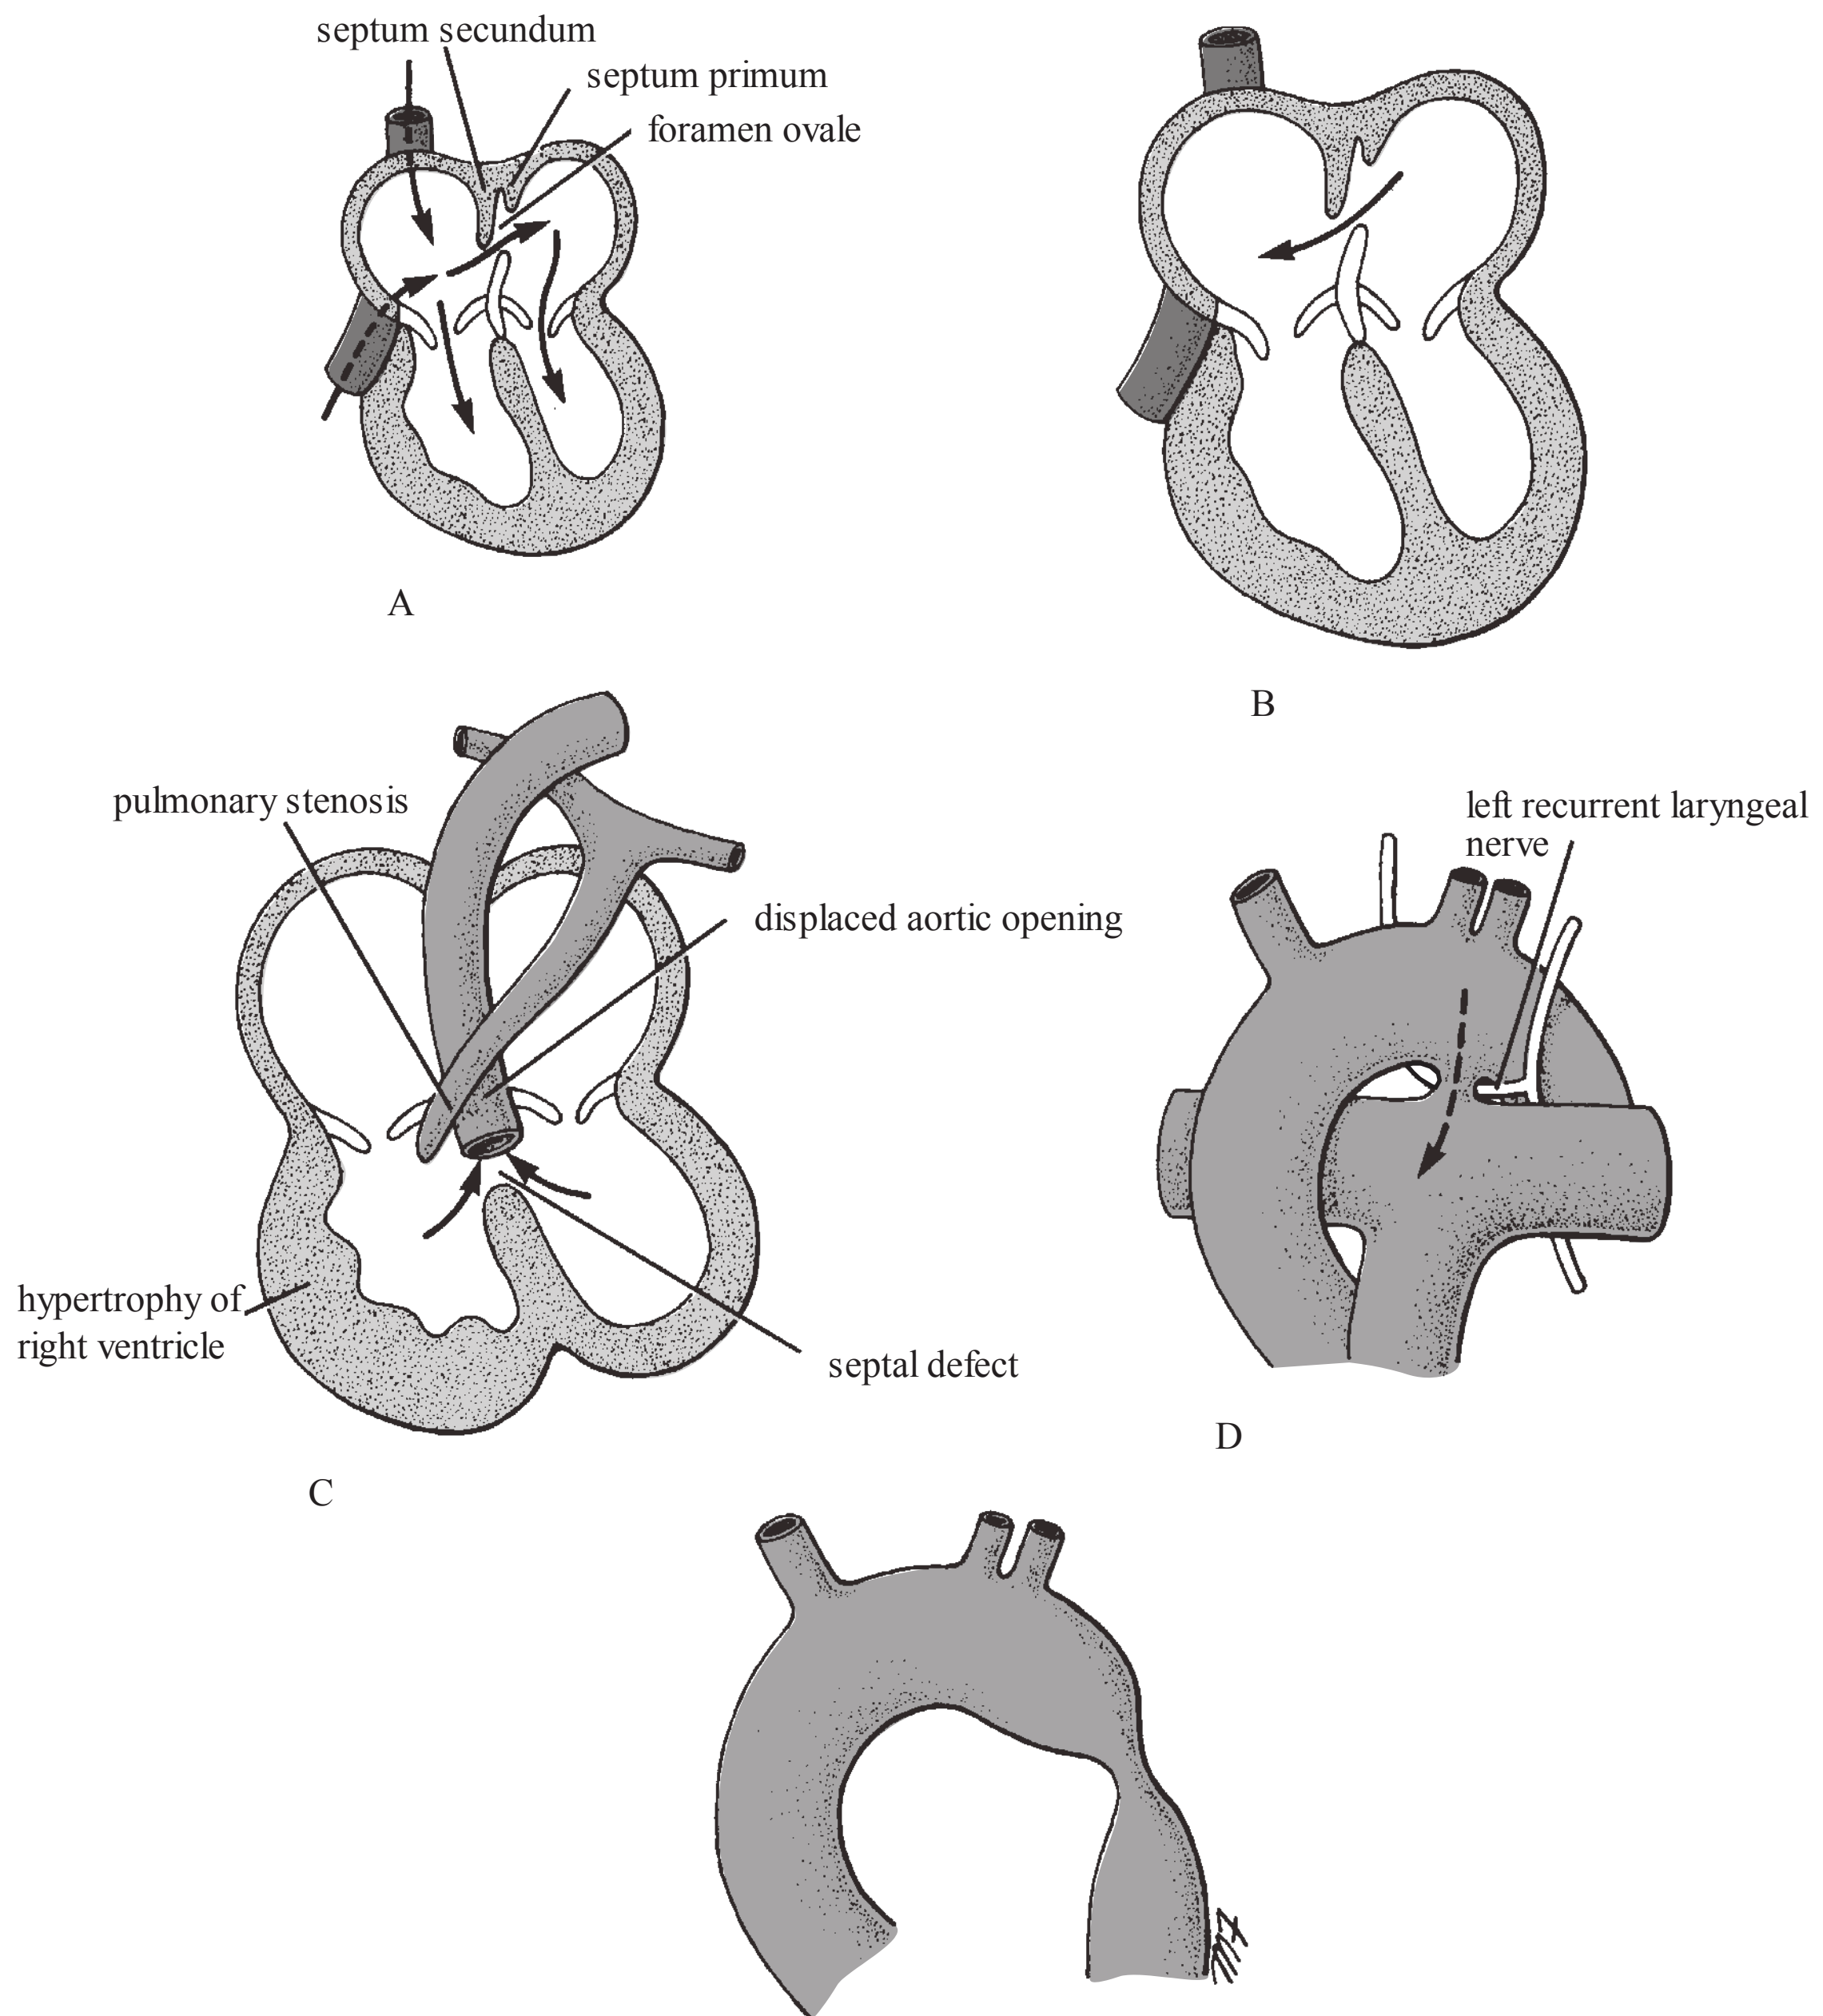 septum secundum
septum primum
foramen ovale
A
B
pulmonary stenosis
left recurrent laryngeal
nerve
displaced aortic opening
hypertrophy of
right ventricle
septal defect
D
C